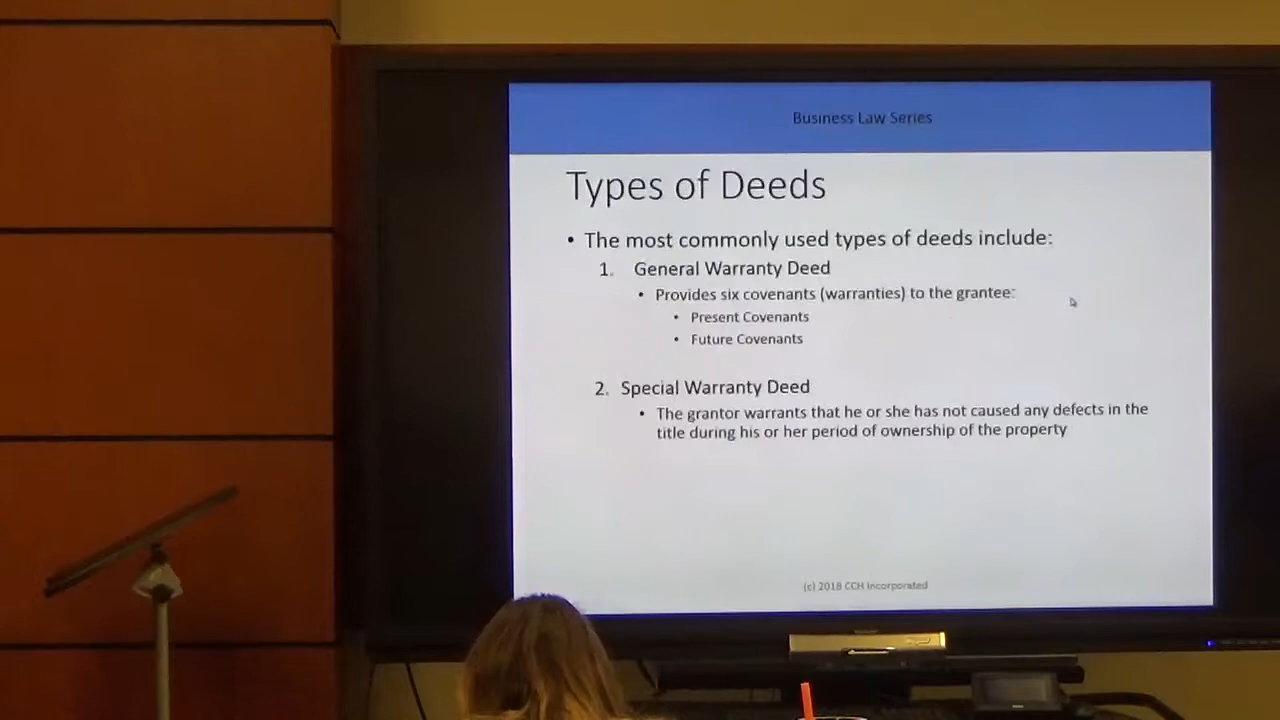 Business Law Series
Types of Deeds
• The most commonly used types of deeds include:
1. General Warranty Deed
• Provides six covenants (warranties) to the grantee:
• Present Covenants
• Future Covenants
2. Special Warranty Deed
• The grantor warrants that he or she has not caused any defects in the
title during his or her period of ownership of the property
(c) 2018 CCH Incorporated